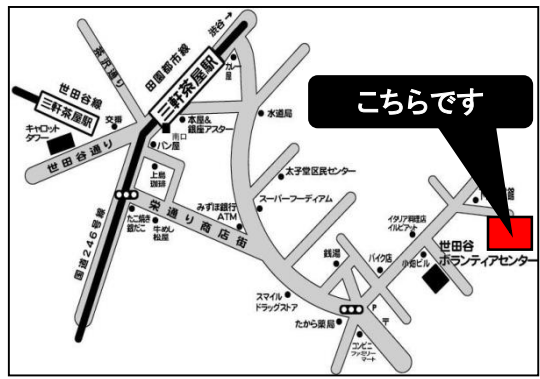 渋谷→
田園都市線
三軒茶屋駅
茶沢通り
世田谷線
三軒茶屋駅
キャロット
タワー
交番
世田谷通り
国道246号線
カレー
屋
本屋&
銀座アスター
南口
パン屋
上島
珈琲
水道局
太子堂区民センター
スーパーフーディアム
みずほ銀行
ATM
栄通り商店街
たこ焼き
銀だこ
牛めし
松屋
こちらです
イタリア料理店
イルピアット
世田谷
ボランティアセンター
小畑ビル
バイク店
銭湯
スマイル
ドラッグストア
たから薬局
P
〒
コンビニ
ファミリー
マート